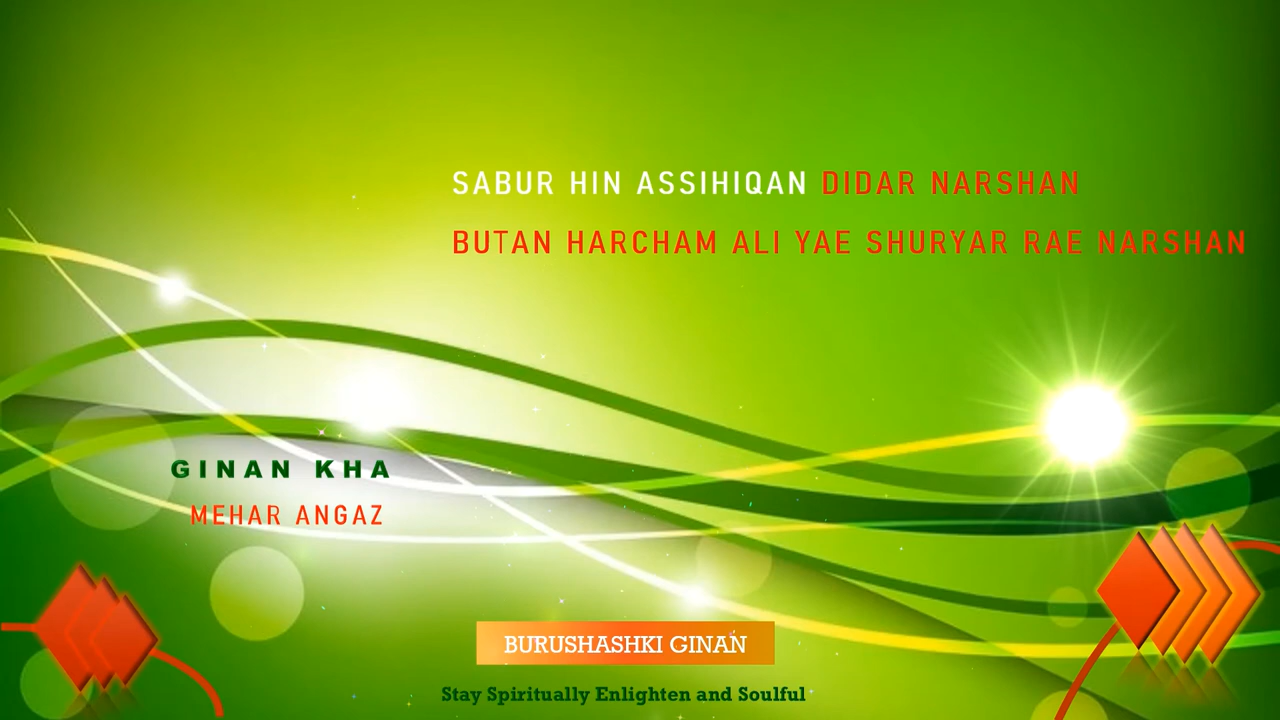 SABUR HIN ASSIHIQAN DIDAR NARSHAN
BUTAN HARCHAM ALI YAE SHURYAR RAE NARSHAN
GINAN KHA
MEHAR ANGAZ
BURUSHASHKI GINAN
Stay Spiritually Enlighten and Soulful